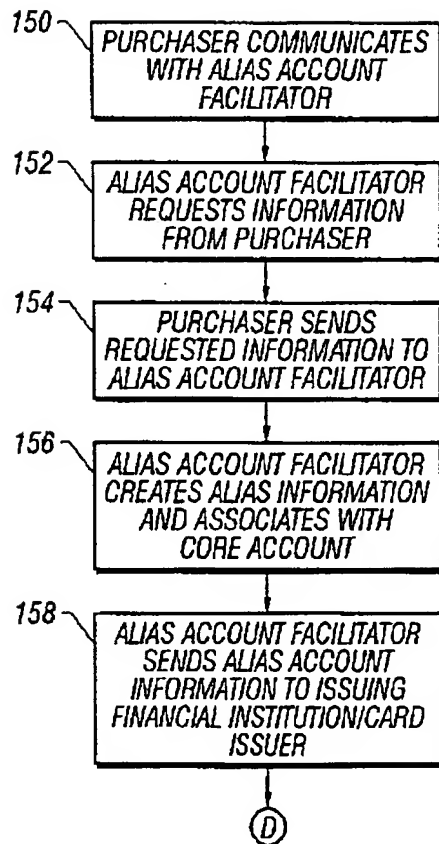 150
PURCHASER COMMUNICATES
WITH ALIAS ACCOUNT
FACILITATOR
152
ALIAS ACCOUNT FACILITATOR
REQUESTS INFORMATION
FROM PURCHASER
154
PURCHASER SENDS
REQUESTED INFORMATION TO
ALIAS ACCOUNT FACILITATOR
156
ALIAS ACCOUNT FACILITATOR
CREATES ALIAS INFORMATION
AND ASSOCIATES WITH
CORE ACCOUNT
158
ALIAS ACCOUNT FACILITATOR
SENDS ALIAS ACCOUNT
INFORMATION TO ISSUING
FINANCIAL INSTITUTION/CARD
ISSUER
D